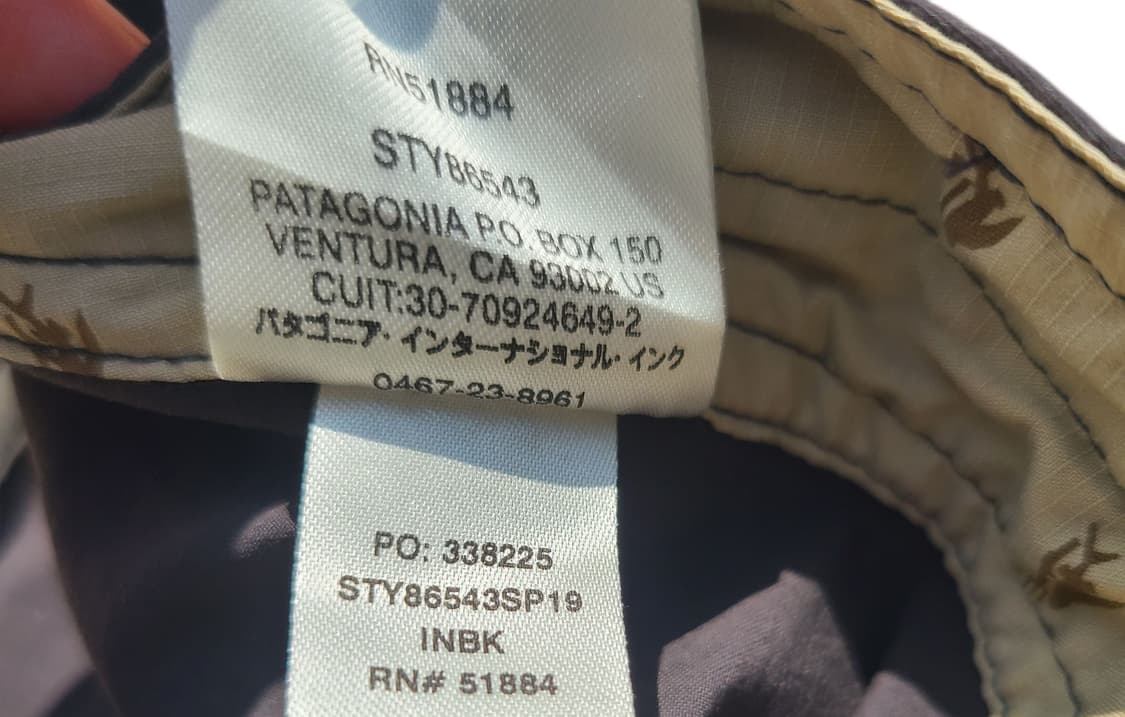 RN51884
STY86543
PATAGONIA P.O. BOX 150
VENTURA, CA 93002 US
CUIT:30-70924649-2
パタゴニア・インターナショナル・インク
0467-23-8961
PO: 338225
STY86543SP19
INBK
RN# 51884